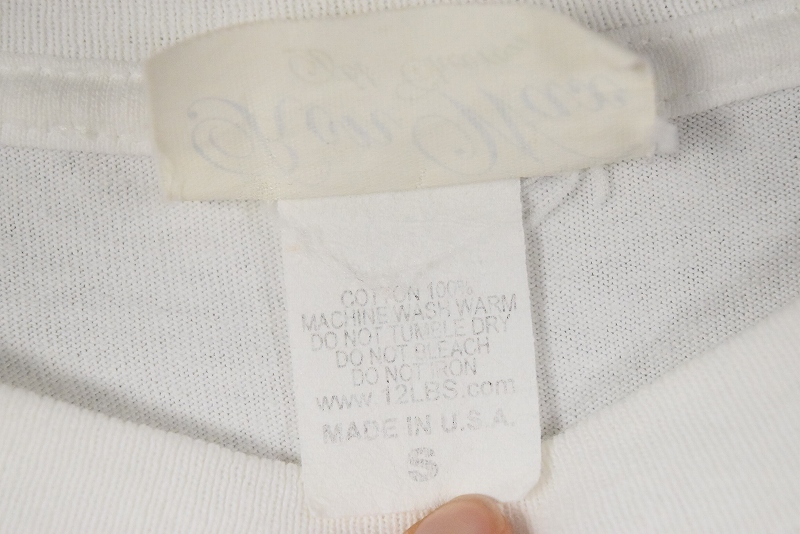 COTTON 100%
MACHINE WASH WARM
DO NOT TUMBLE DRY
DO NOT BLEACH
DO NOT IRON
www.12LBS.com
MADE IN U.S.A.
S